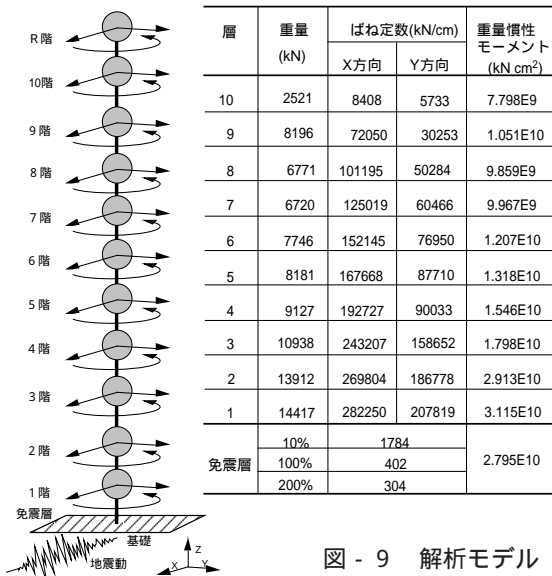 R 階
10階
9 階
8 階
7 階
6 階
5 階
4 階
3 階
2 階
1 階
免震層
基礎
地震動
X
Y
Z
層 重量 (kN) ばね定数(kN/cm) 重量慣性モーメント (kN cm²)
X方向 Y方向
10 2521 8408 5733 7.798E9
9 8196 72050 30253 1.051E10
8 6771 101195 50284 9.859E9
7 6720 125019 60466 9.967E9
6 7746 152145 76950 1.207E10
5 8181 167668 87710 1.318E10
4 9127 192727 90033 1.546E10
3 10938 243207 158652 1.798E10
2 13912 269804 186778 2.913E10
1 14417 282250 207819 3.115E10
免震層 10% 1784 2.795E10
100% 402
200% 304
図 - 9 解析モデル